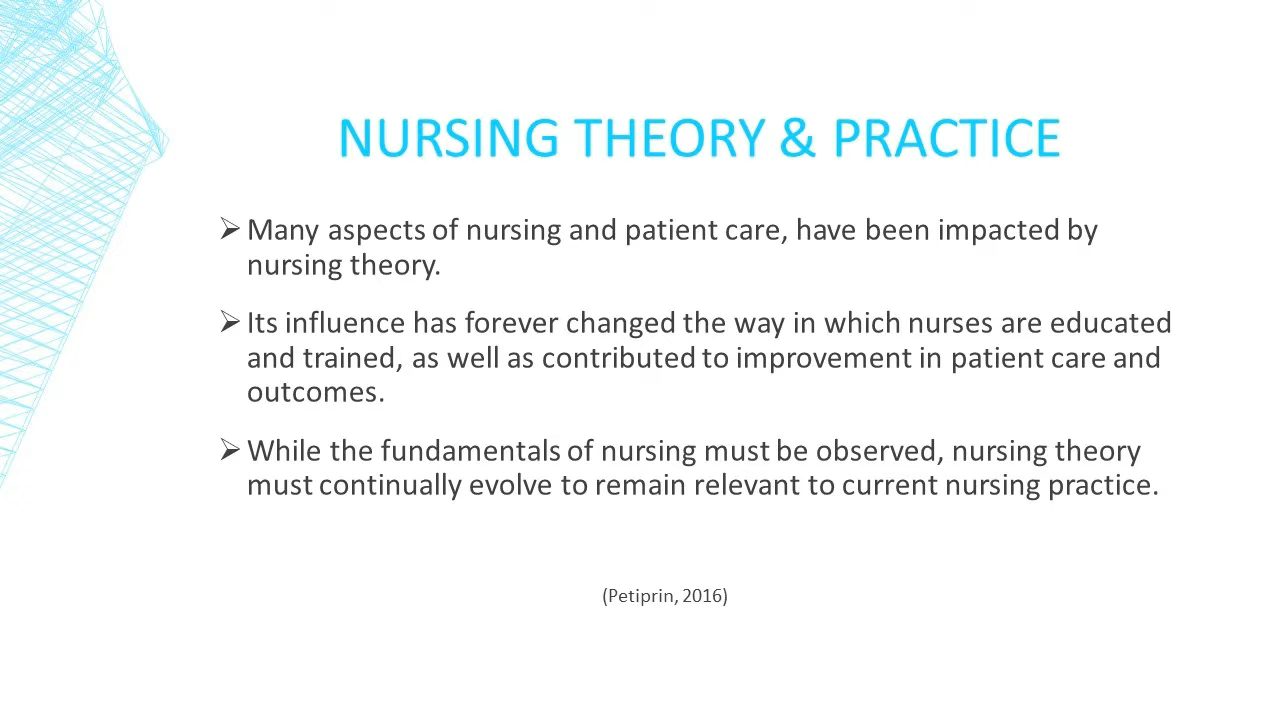 NURSING THEORY & PRACTICE
➢ Many aspects of nursing and patient care, have been impacted by
nursing theory.
➢ Its influence has forever changed the way in which nurses are educated
and trained, as well as contributed to improvement in patient care and
outcomes.
➢ While the fundamentals of nursing must be observed, nursing theory
must continually evolve to remain relevant to current nursing practice.
(Petiprin, 2016)